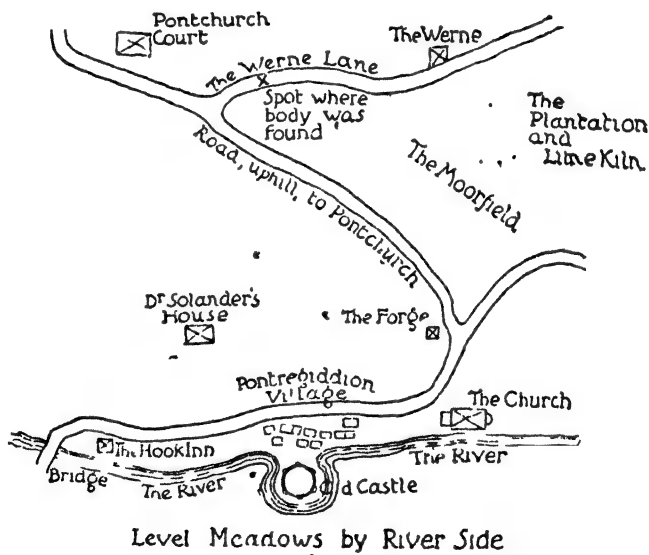 Pontchurch
Court
The Werne
The Werne Lane
Spot where
body was
found
The
Plantation
and
Lime Kiln
The Moorfield
Road, uphill, to Pontchurch
Dr Solander's
House
The Forge
Pontregiddion
Village
The Church
The Hook Inn
The River
Bridge
The River
Old Castle
Level Meadows by River Side